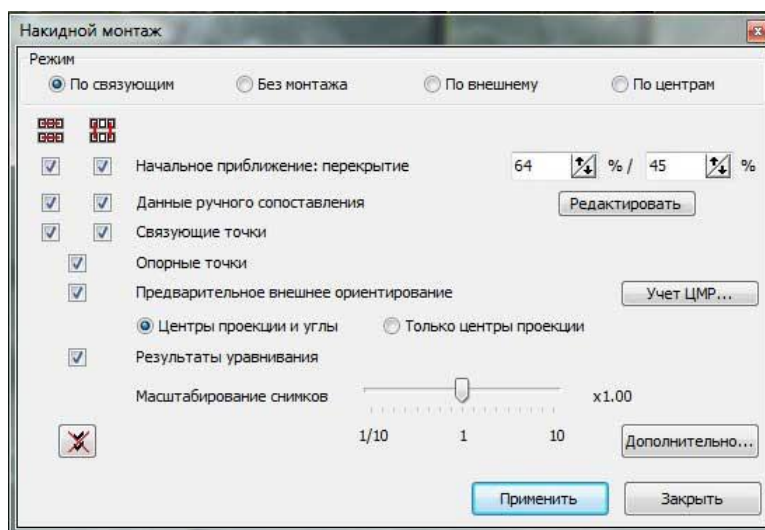 Накидной монтаж
Режим
По связующим Без монтажа По внешнему По центрам
Начальное приближение: перекрытие 64 % / 45 %
Данные ручного сопоставления Редактировать
Связующие точки
Опорные точки
Предварительное внешнее ориентирование Учет ЦМР...
Центры проекции и углы Только центры проекции
Результаты уравнивания
Масштабирование снимков x1.00
1/10 1 10 Дополнительно...
Применить Закрыть